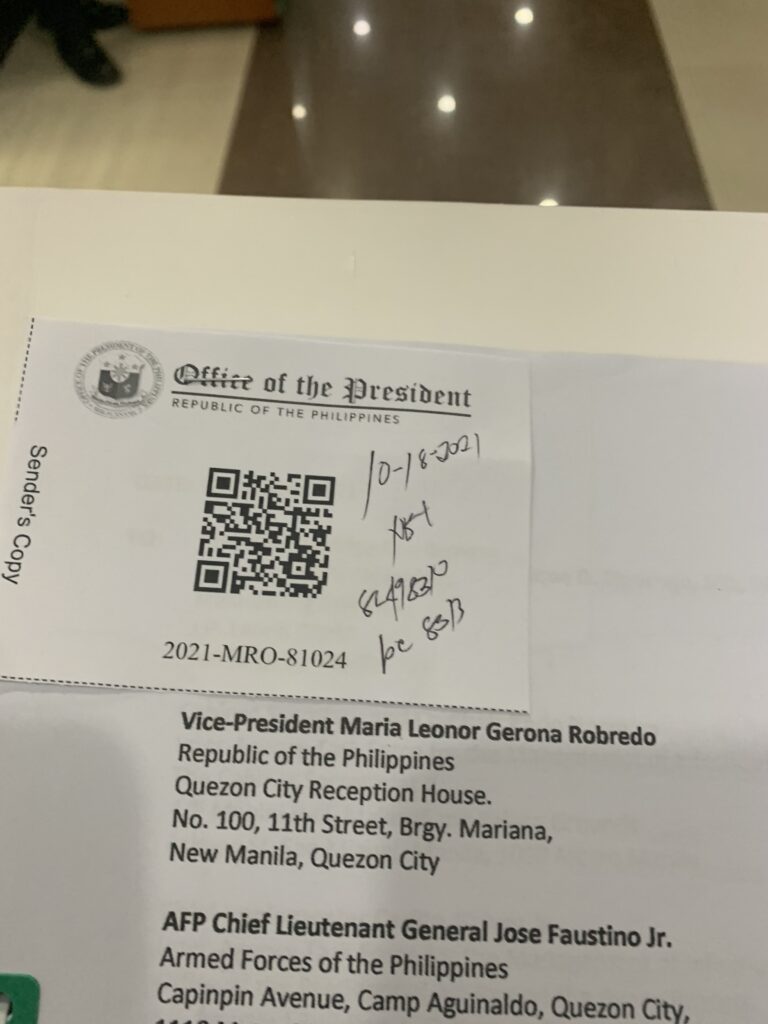 Office of the President
REPUBLIC OF THE PHILIPPINES
Sender's Copy
10-18-2021
2021-MRO-81024
Vice-President Maria Leonor Gerona Robredo
Republic of the Philippines
Quezon City Reception House.
No. 100, 11th Street, Brgy. Mariana,
New Manila, Quezon City
AFP Chief Lieutenant General Jose Faustino Jr.
Armed Forces of the Philippines
Capinpin Avenue, Camp Aguinaldo, Quezon City,